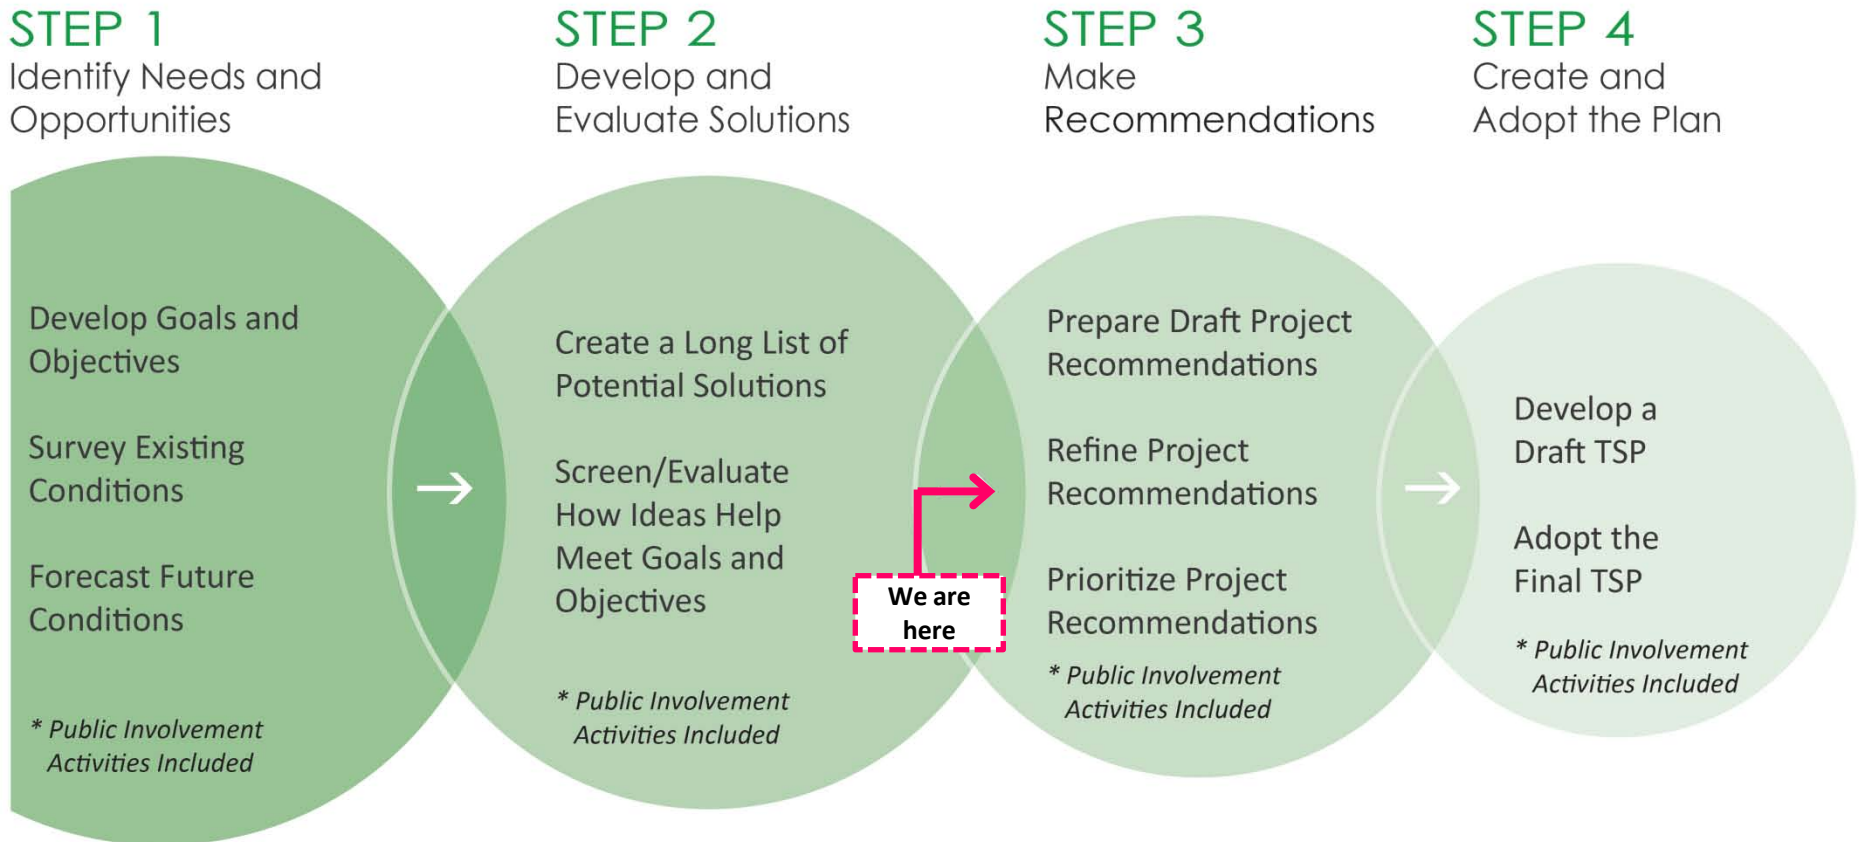 STEP 1
Identify Needs and
Opportunities
Develop Goals and
Objectives
Survey Existing
Conditions
Forecast Future
Conditions
* Public Involvement
Activities Included
STEP 2
Develop and
Evaluate Solutions
Create a Long List of
Potential Solutions
Screen/Evaluate
How Ideas Help
Meet Goals and
Objectives
* Public Involvement
Activities Included
We are
here
STEP 3
Make
Recommendations
Prepare Draft Project
Recommendations
Refine Project
Recommendations
Prioritize Project
Recommendations
* Public Involvement
Activities Included
STEP 4
Create and
Adopt the Plan
Develop a
Draft TSP
Adopt the
Final TSP
* Public Involvement
Activities Included